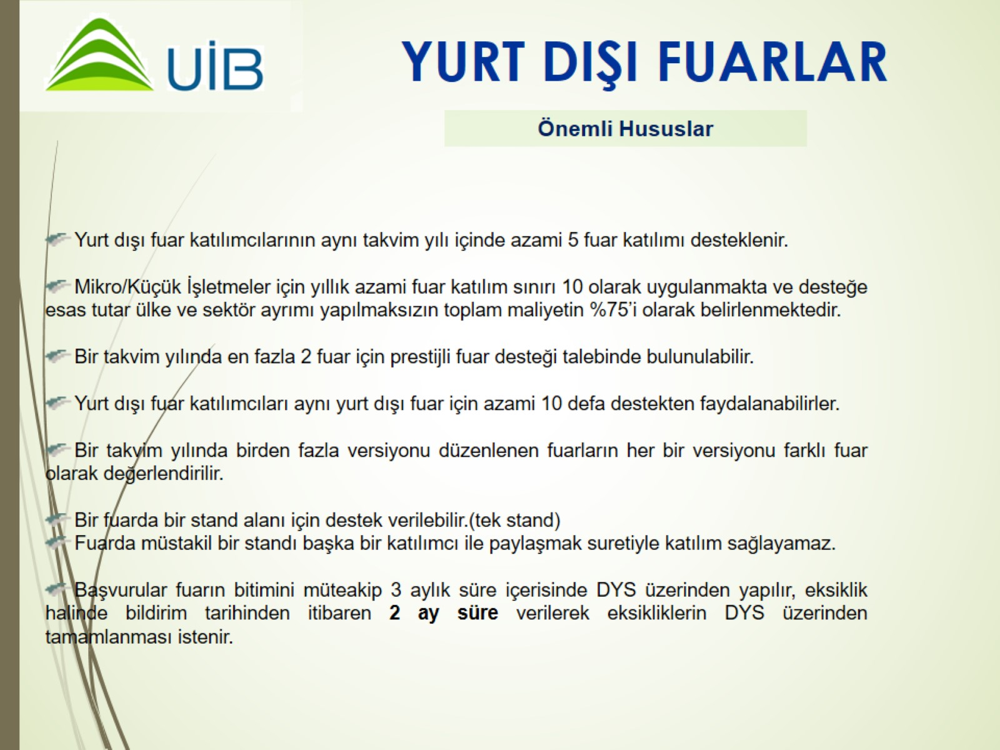 UİB
YURT DIŞI FUARLAR
Önemli Hususlar
Yurt dışı fuar katılımcılarının aynı takvim yılı içinde azami 5 fuar katılımı desteklenir.
Mikro/Küçük İşletmeler için yıllık azami fuar katılım sınırı 10 olarak uygulanmakta ve desteğe
esas tutar ülke ve sektör ayrımı yapılmaksızın toplam maliyetin %75’i olarak belirlenmektedir.
Bir takvim yılında en fazla 2 fuar için prestijli fuar desteği talebinde bulunulabilir.
Yurt dışı fuar katılımcıları aynı yurt dışı fuar için azami 10 defa destekten faydalanabilirler.
Bir takvim yılında birden fazla versiyonu düzenlenen fuarların her bir versiyonu farklı fuar
olarak değerlendirilir.
Bir fuarda bir stand alanı için destek verilebilir.(tek stand)
Fuarda müstakil bir standı başka bir katılımcı ile paylaşmak suretiyle katılım sağlayamaz.
Başvurular fuarın bitimini müteakip 3 aylık süre içerisinde DYS üzerinden yapılır, eksiklik
halinde bildirim tarihinden itibaren 2 ay süre verilerek eksikliklerin DYS üzerinden
tamamlanması istenir.